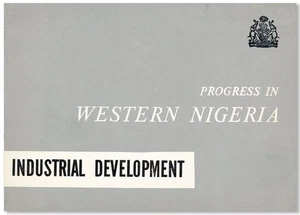 PROGRESS IN
WESTERN NIGERIA
INDUSTRIAL DEVELOPMENT